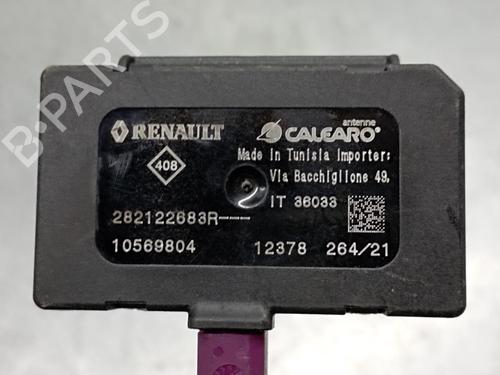 RENAULT
antenne
CALEARO
408
Made in Tunisia Importer:
Via Bacchiglione 49,
IT 36033
282122683R----
10569804 12378 264/21
B-PARTS